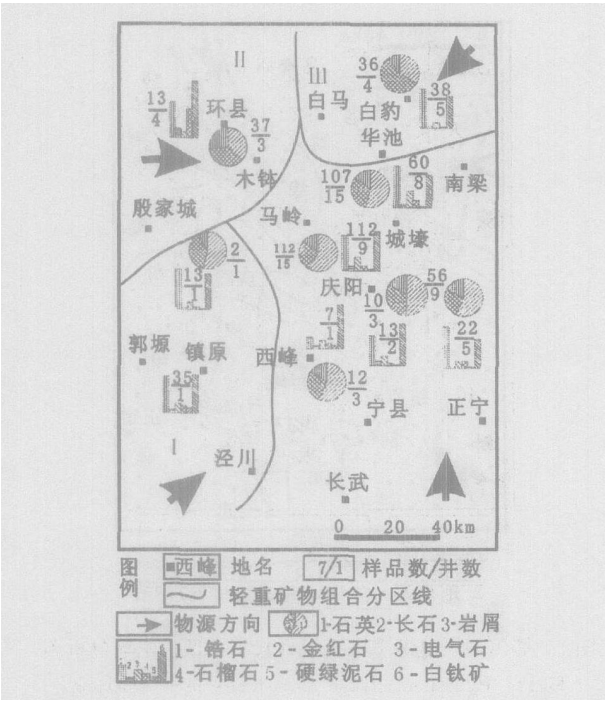 Ⅱ
Ⅲ
36/4
38/5
白马
白豹
华池
13/4
环县
37/3
木钵
107/15
60/8
南梁
殷家城
马岭
城壕
2/1
112/15
112/9
13/1
庆阳
10/3
56/9
7/1
13/2
22/5
郭塬
镇原
西峰
35/1
12/3
宁县
正宁
Ⅰ
泾川
长武
0 20 40km
图例 西峰 地名 7/1 样品数/井数
轻重矿物组合分区线
物源方向 1-石英2-长石3-岩屑
1-锆石 2-金红石 3-电气石
4-石榴石5-硬绿泥石6-白钛矿